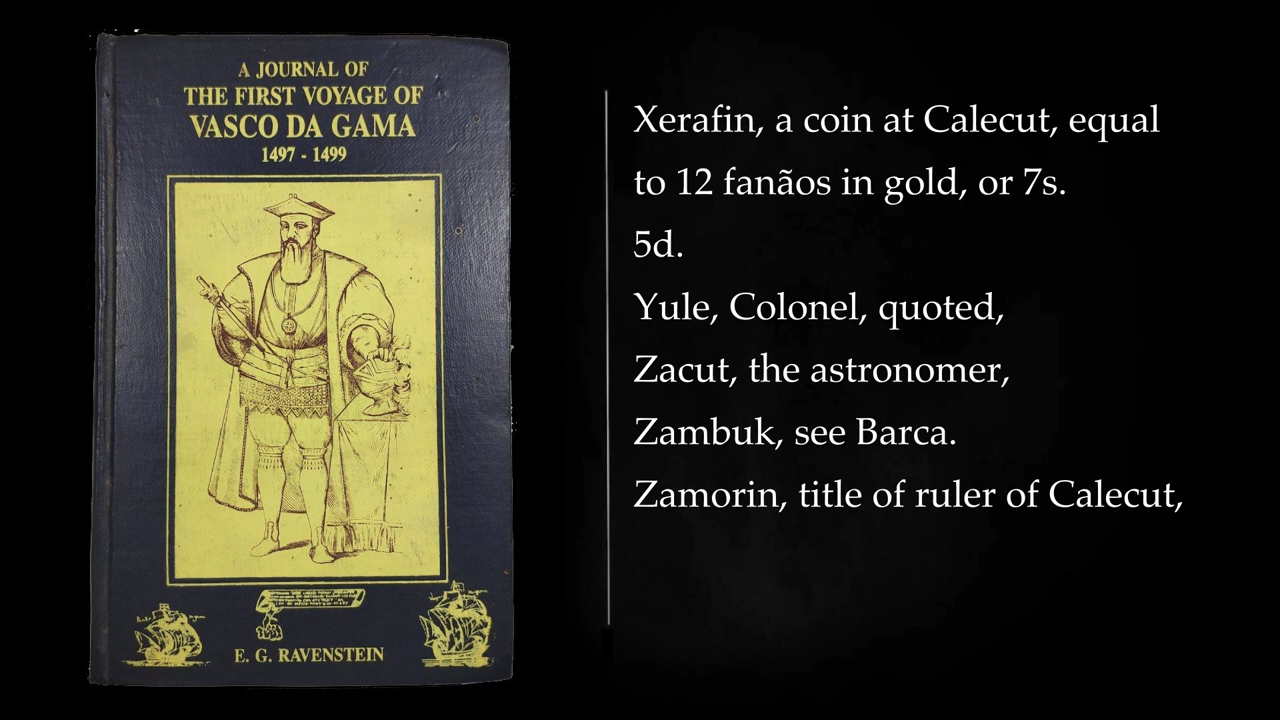 A JOURNAL OF
THE FIRST VOYAGE OF
VASCO DA GAMA
1497 - 1499
E. G. RAVENSTEIN
Xerafin, a coin at Calecut, equal
to 12 fanãos in gold, or 7s.
5d.
Yule, Colonel, quoted,
Zacut, the astronomer,
Zambuk, see Barca.
Zamorin, title of ruler of Calecut,